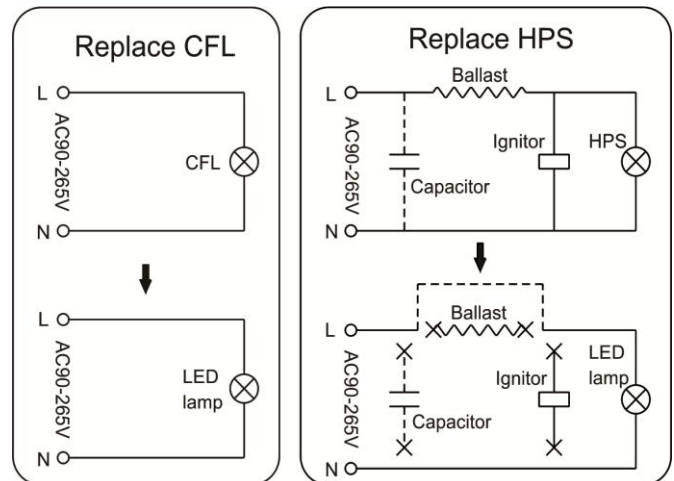 Replace CFL
L
AC90-265V
CFL
N
L
AC90-265V
LED
lamp
N
Replace HPS
Ballast
L
AC90-265V
Ignitor
HPS
Capacitor
N
Ballast
L
AC90-265V
LED
lamp
Ignitor
Capacitor
N